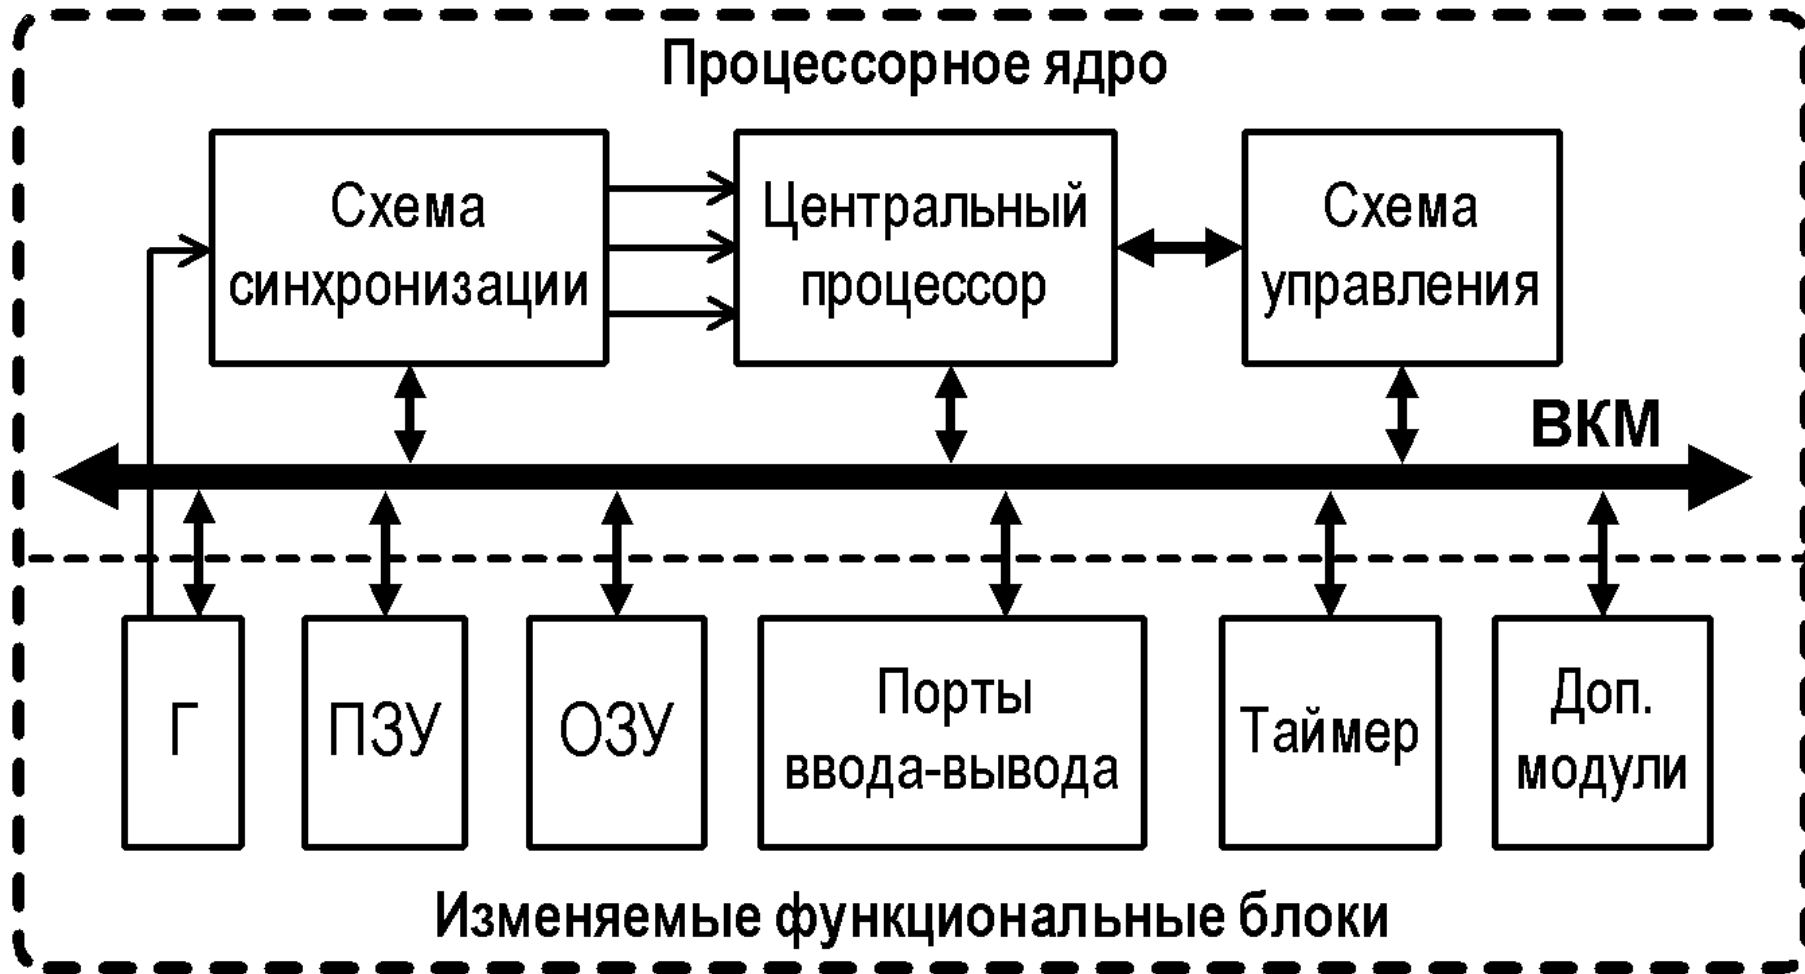 Процессорное ядро
Схема
синхронизации
Центральный
процессор
Схема
управления
ВКМ
Г
ПЗУ
ОЗУ
Порты
ввода-вывода
Таймер
Доп.
модули
Изменяемые функциональные блоки